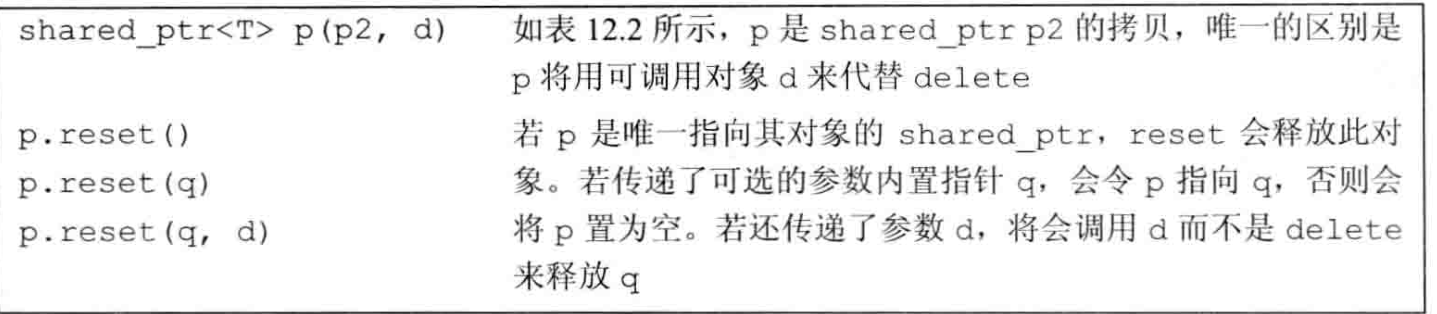 shared_ptr<T> p(p2, d) 如表 12.2 所示，p 是 shared_ptr p2 的拷贝，唯一的区别是
p 将用可调用对象 d 来代替 delete
p.reset() 若 p 是唯一指向其对象的 shared_ptr，reset 会释放此对
p.reset(q) 象。若传递了可选的参数内置指针 q，会令 p 指向 q，否则会
p.reset(q, d) 将 p 置为空。若还传递了参数 d，将会调用 d 而不是 delete
来释放 q